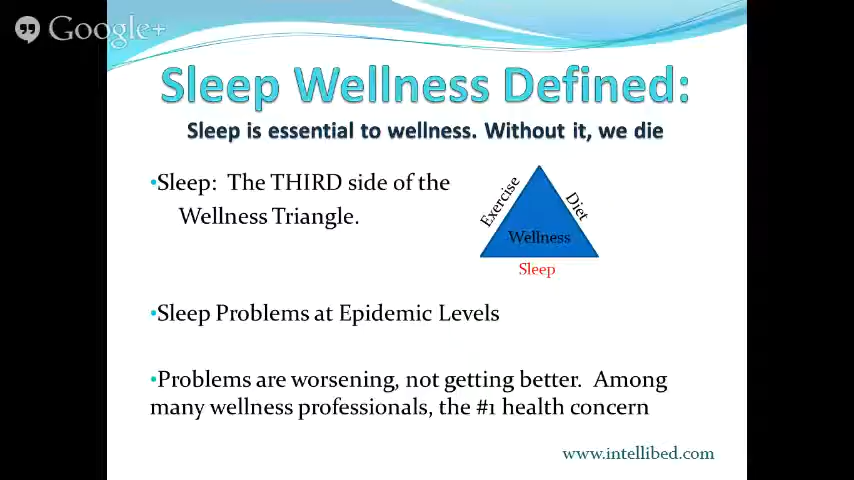 Google+
Sleep Wellness Defined:
Sleep is essential to wellness. Without it, we die
•Sleep: The THIRD side of the
Wellness Triangle.
Exercise
Diet
Wellness
Sleep
•Sleep Problems at Epidemic Levels
•Problems are worsening, not getting better. Among
many wellness professionals, the #1 health concern
www.intellibed.com